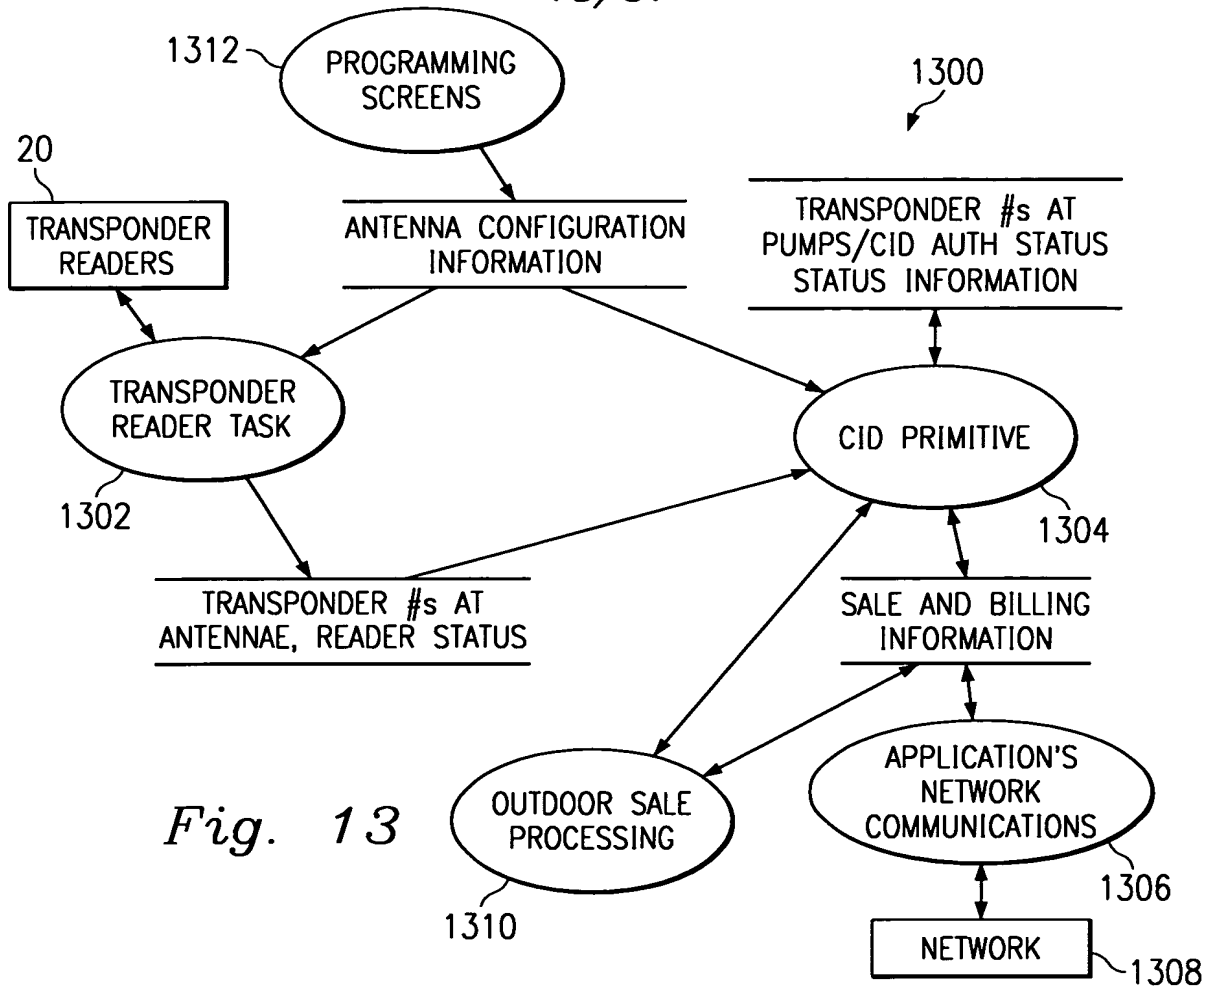 1312
PROGRAMMING
SCREENS
1300
20
TRANSPONDER
READERS
ANTENNA CONFIGURATION
INFORMATION
TRANSPONDER #s AT
PUMPS/CID AUTH STATUS
STATUS INFORMATION
TRANSPONDER
READER TASK
1302
CID PRIMITIVE
1304
TRANSPONDER #s AT
ANTENNAE, READER STATUS
SALE AND BILLING
INFORMATION
OUTDOOR SALE
PROCESSING
1310
APPLICATION'S
NETWORK
COMMUNICATIONS
1306
NETWORK
1308
Fig. 13